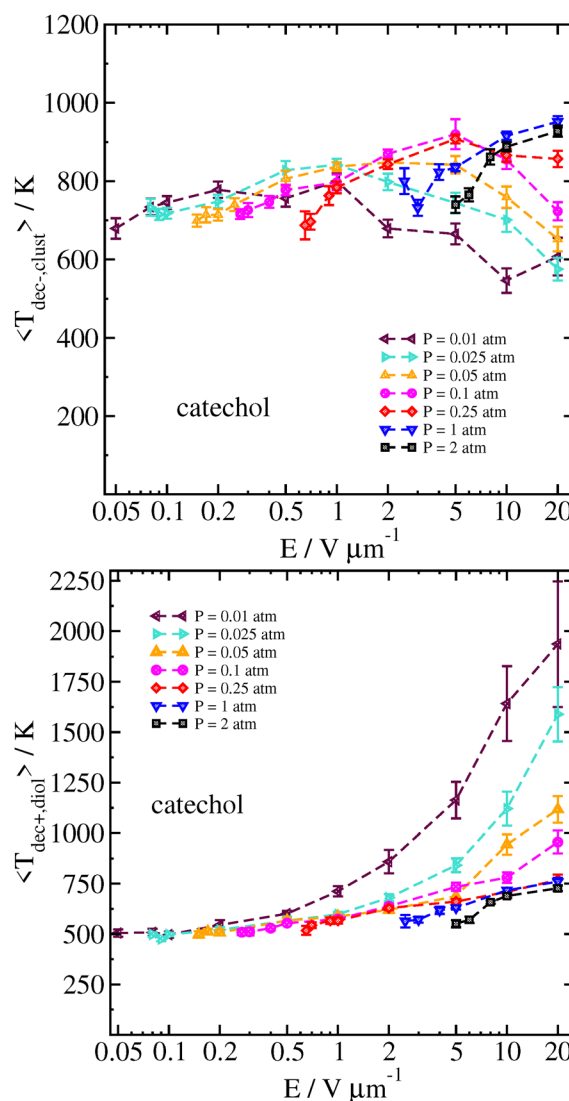 1200
1000
800
600
400
200
<T_dec-,clust> / K
catechol
P = 0.01 atm
P = 0.025 atm
P = 0.05 atm
P = 0.1 atm
P = 0.25 atm
P = 1 atm
P = 2 atm
0.05 0.1 0.2 0.5 1 2 5 10 20
E / V μm⁻¹
2250
2000
1750
1500
1250
1000
750
500
250
<T_dec+,diol> / K
P = 0.01 atm
P = 0.025 atm
P = 0.05 atm
P = 0.1 atm
P = 0.25 atm
P = 1 atm
P = 2 atm
catechol
0.05 0.1 0.2 0.5 1 2 5 10 20
E / V μm⁻¹